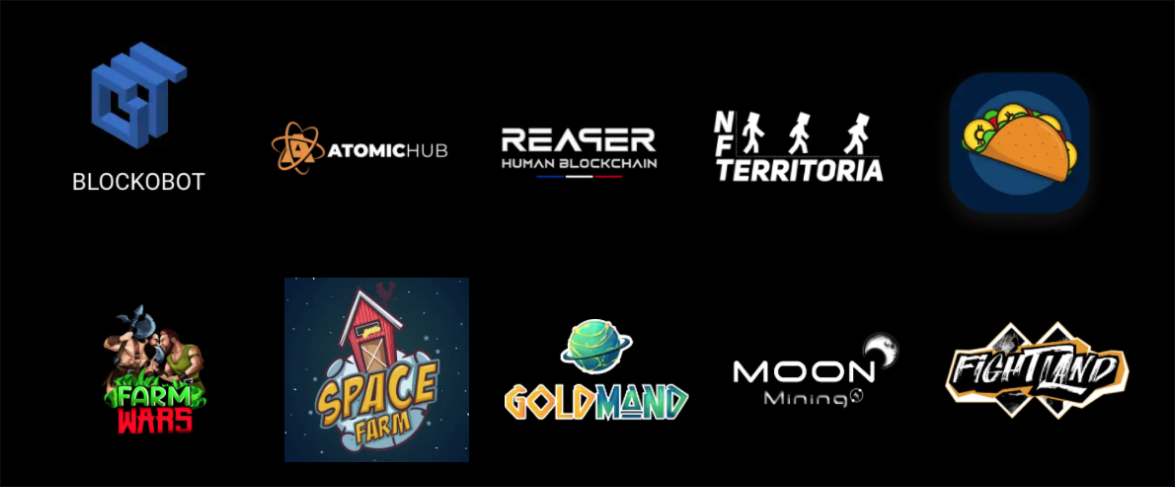 BLOCKOBOT
ATOMICHUB
REAPER
HUMAN BLOCKCHAIN
NF
TERRITORIA
FARM
WARS
SPACE
FARM
GOLDMAND
MOON
Mining
FIGHTLAND